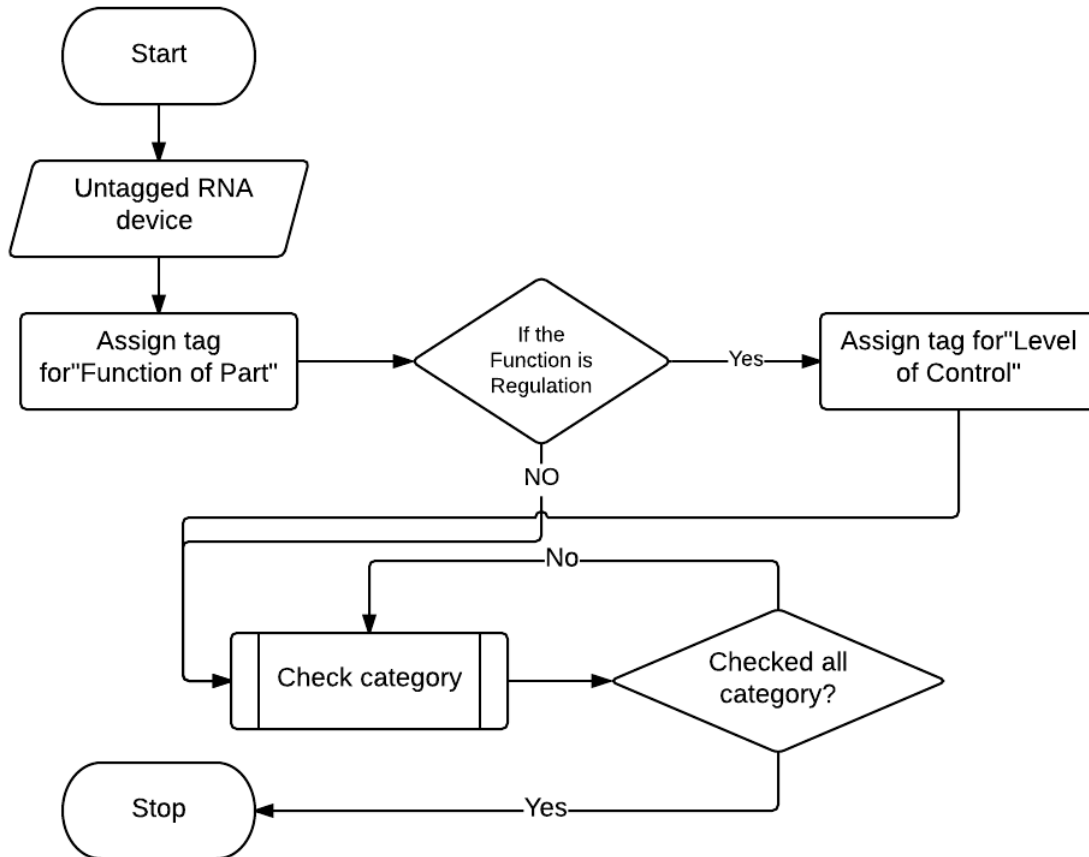 Start
Untagged RNA
device
Assign tag
for"Function of Part"
If the
Function is
Regulation
Yes
Assign tag for"Level
of Control"
NO
No
Check category
Checked all
category?
Stop
Yes